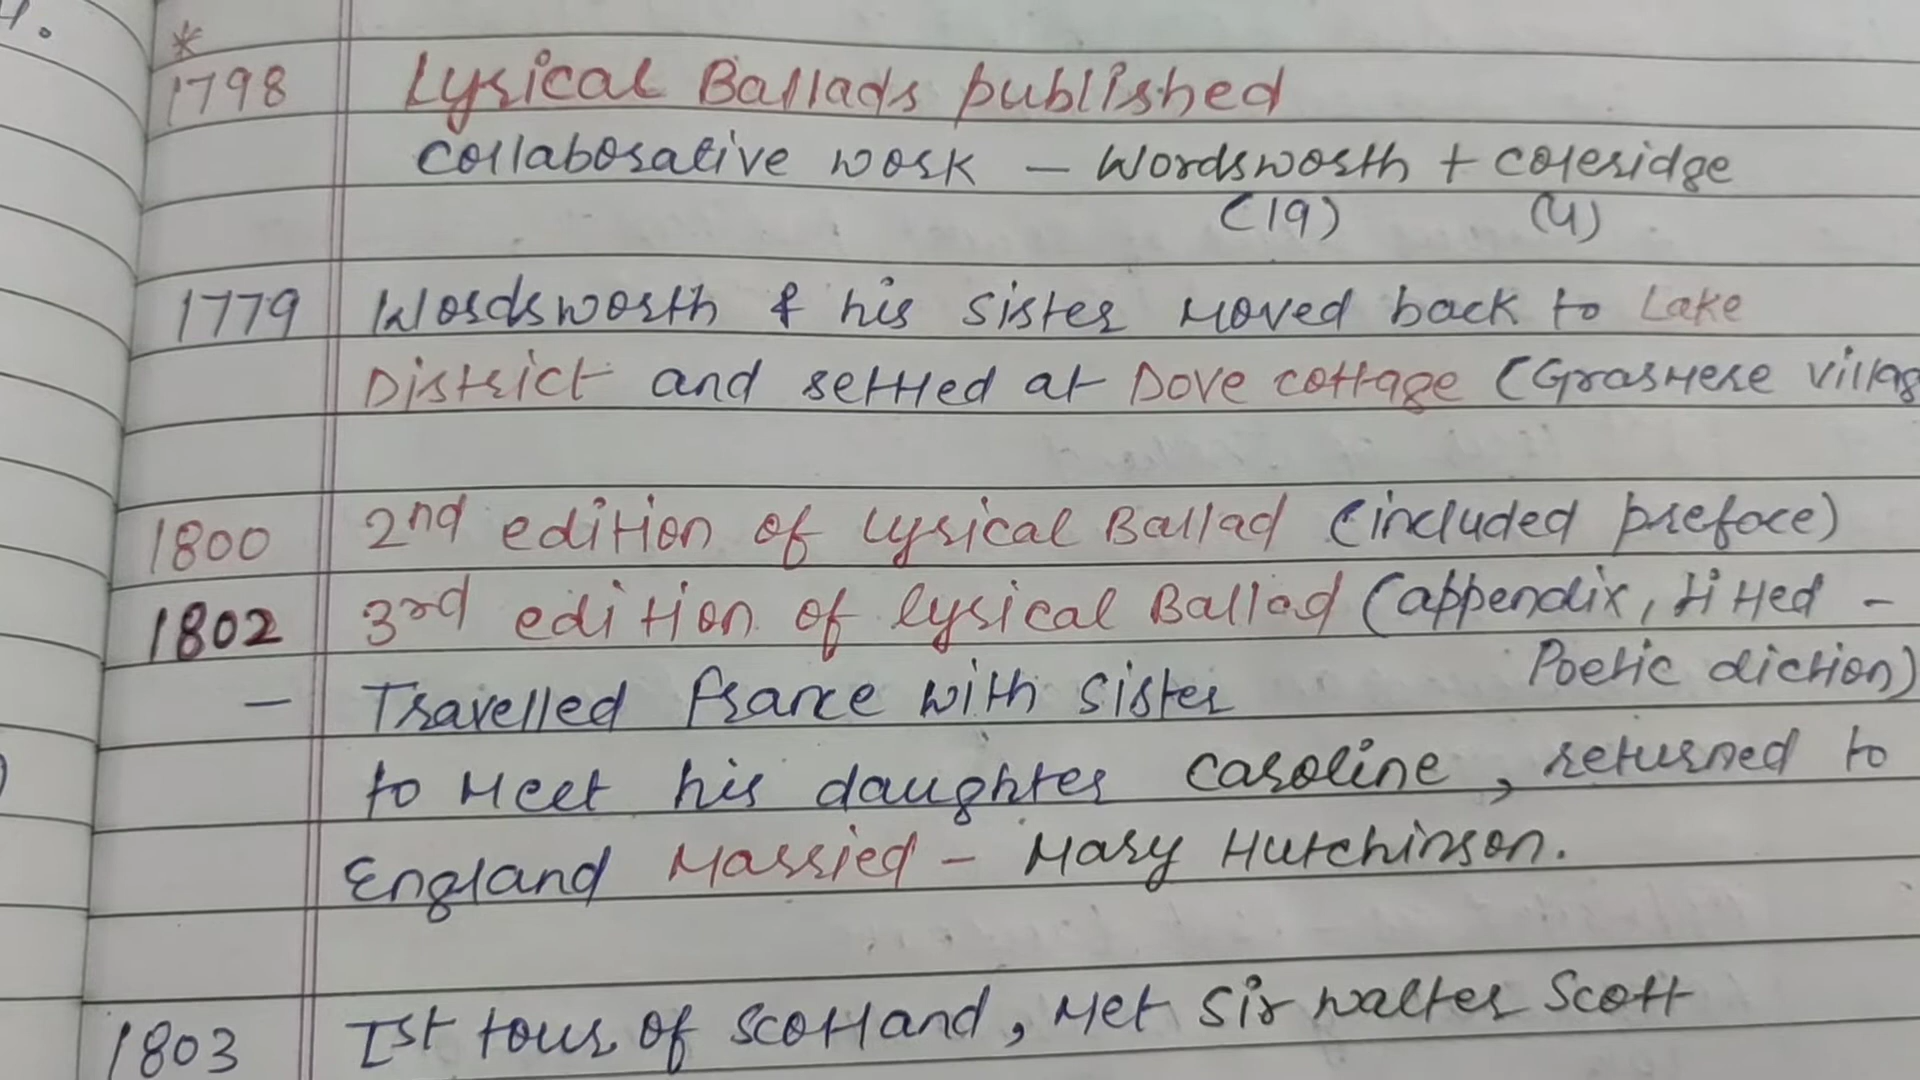 *
1798 Lyrical Ballads published
collaborative work – Wordsworth + coleridge
(19) (4)
1779 Wordsworth & his sister moved back to Lake
District and settled at Dove cottage (Grasmere villag
1800 2nd edition of Lyrical Ballad (included preface)
1802 3rd edition of lyrical Ballad (appendix, titled –
Poetic diction)
– Travelled france with sister
to meet his daughter caroline, returned to
England married – Mary Hutchinson.
1803 Ist tour of scotland, met Sir walter Scott